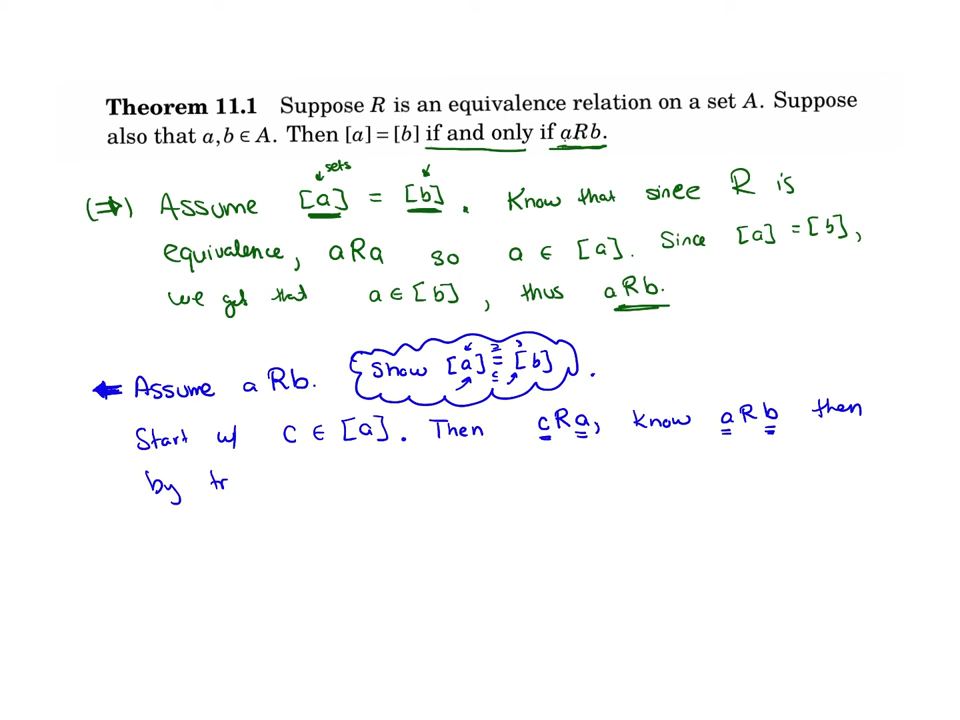 Theorem 11.1 Suppose R is an equivalence relation on a set A. Suppose
also that a, b ∈ A. Then [a] = [b] if and only if aRb.
sets
(⇒) Assume [a] = [b]. Know that since R is
equivalence, aRa so a ∈ [a]. Since [a] = [b],
we get that a ∈ [b], thus aRb.
⇐ Assume aRb. Show [a] = [b].
⊇
⊆
Start w/ c ∈ [a]. Then cRa, know aRb then
by tr